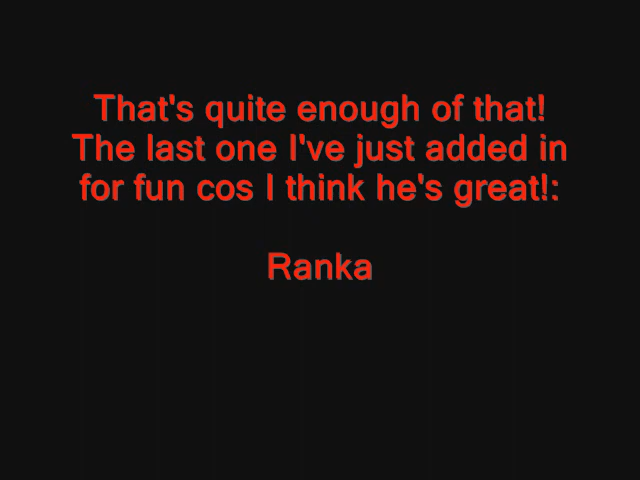 That's quite enough of that!
The last one I've just added in
for fun cos I think he's great!:
Ranka